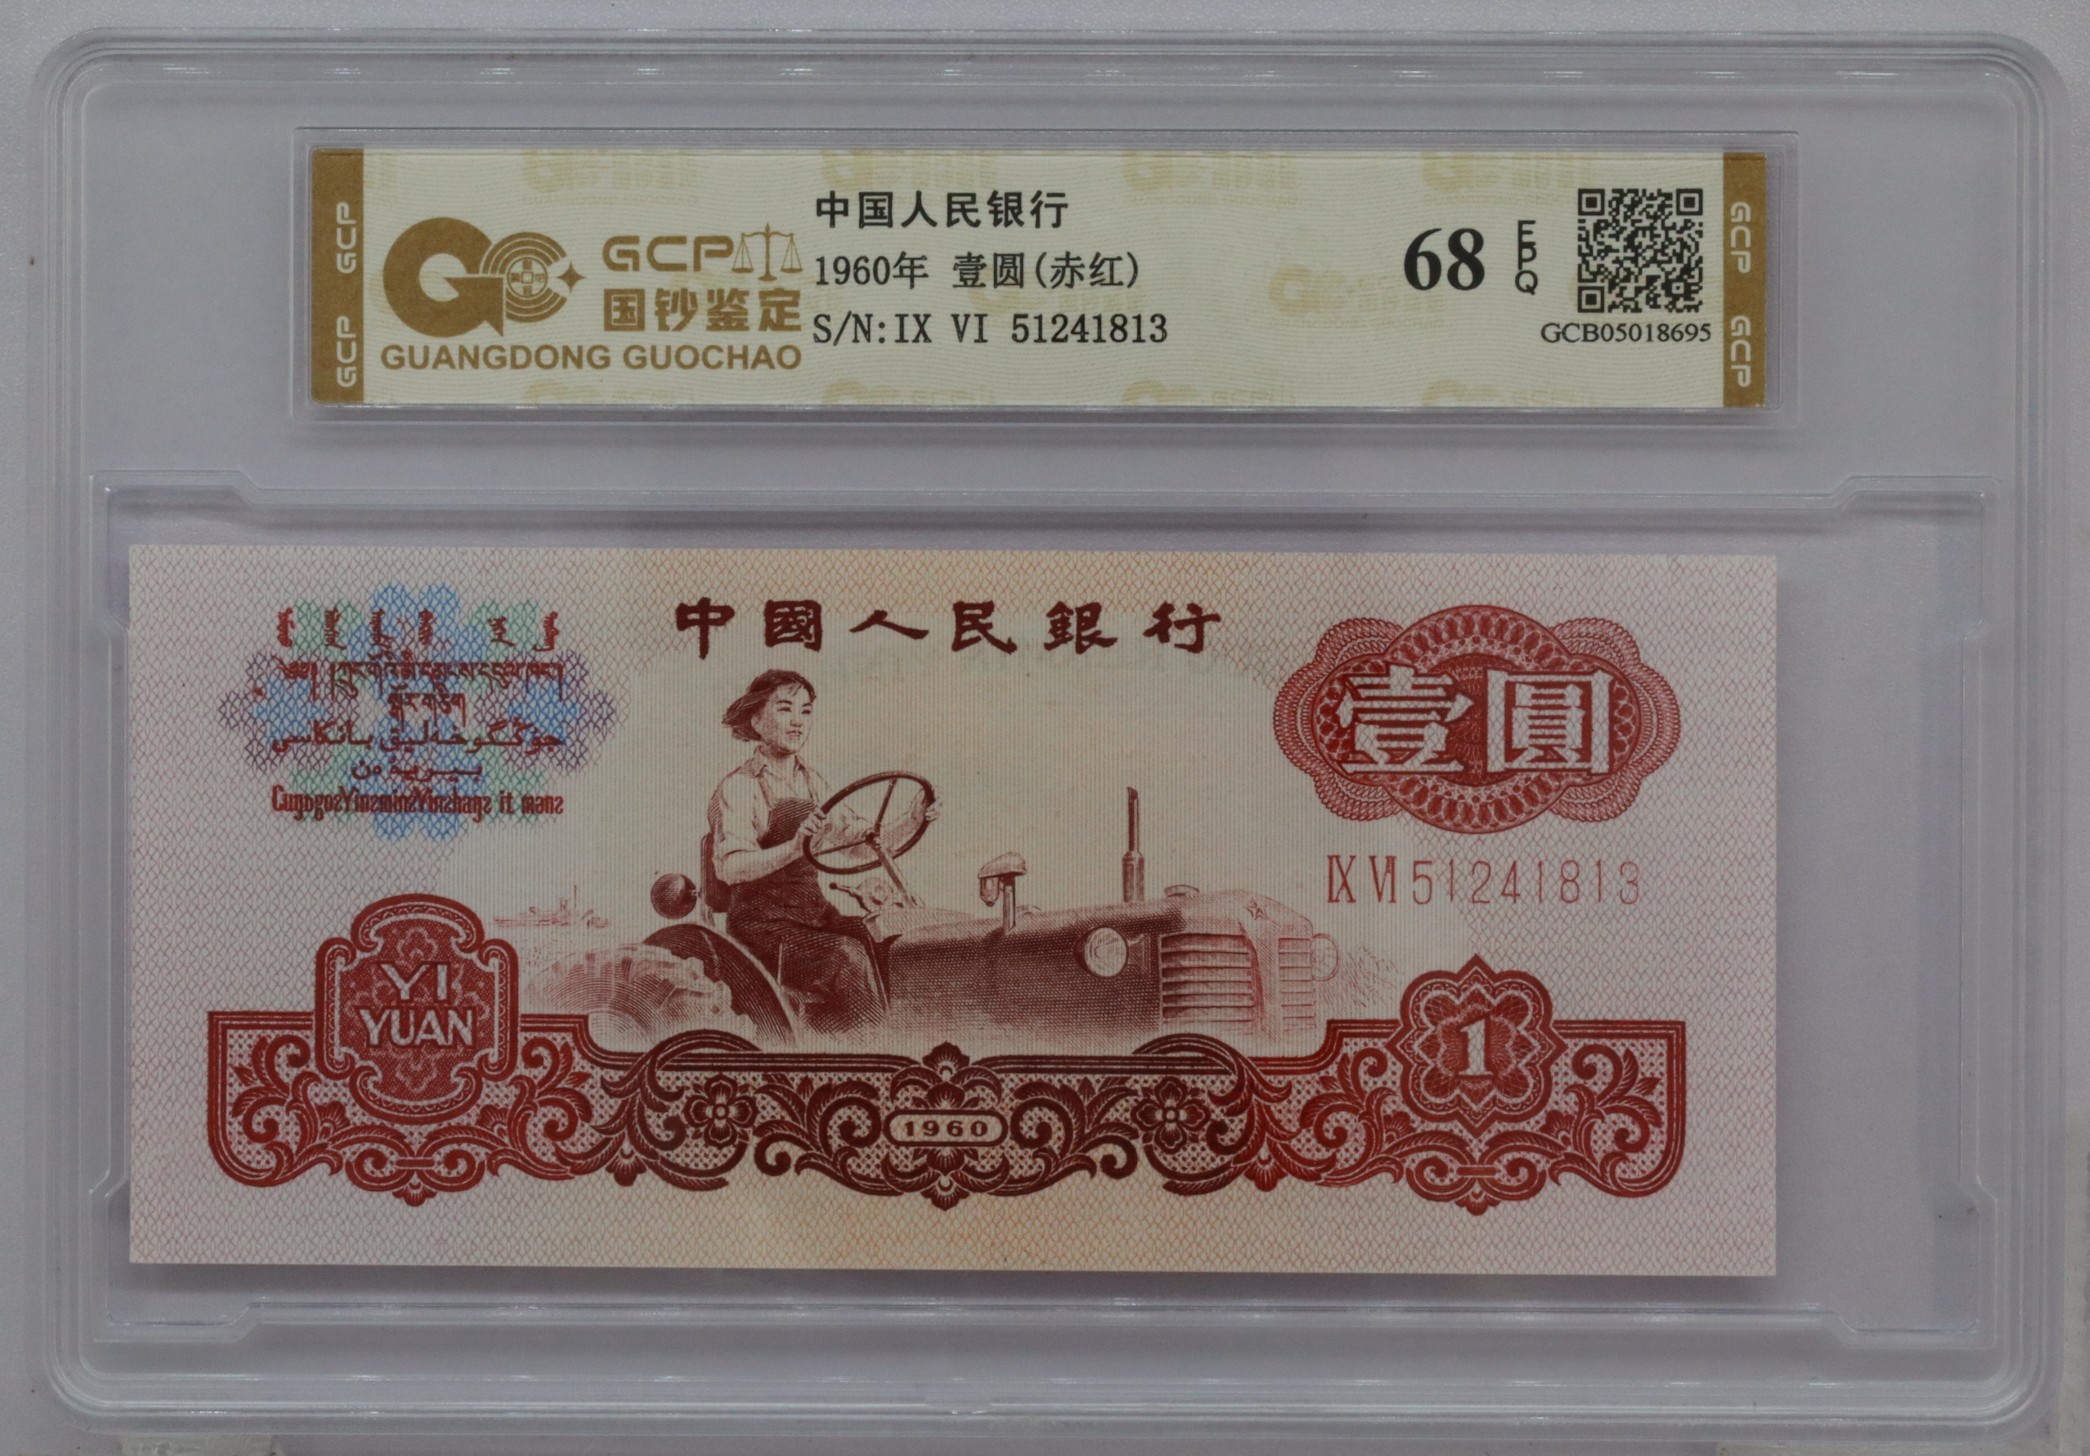 GCP
GCP
GCP
国钞鉴定
GUANGDONG GUOCHAO
中国人民银行
1960年 壹圆(赤红)
S/N:IX VI 51241813
68
EPQ
GCB05018695
GCP
GCP
中國人民銀行
壹圓
IX VI 51241813
YI
YUAN
1960
1